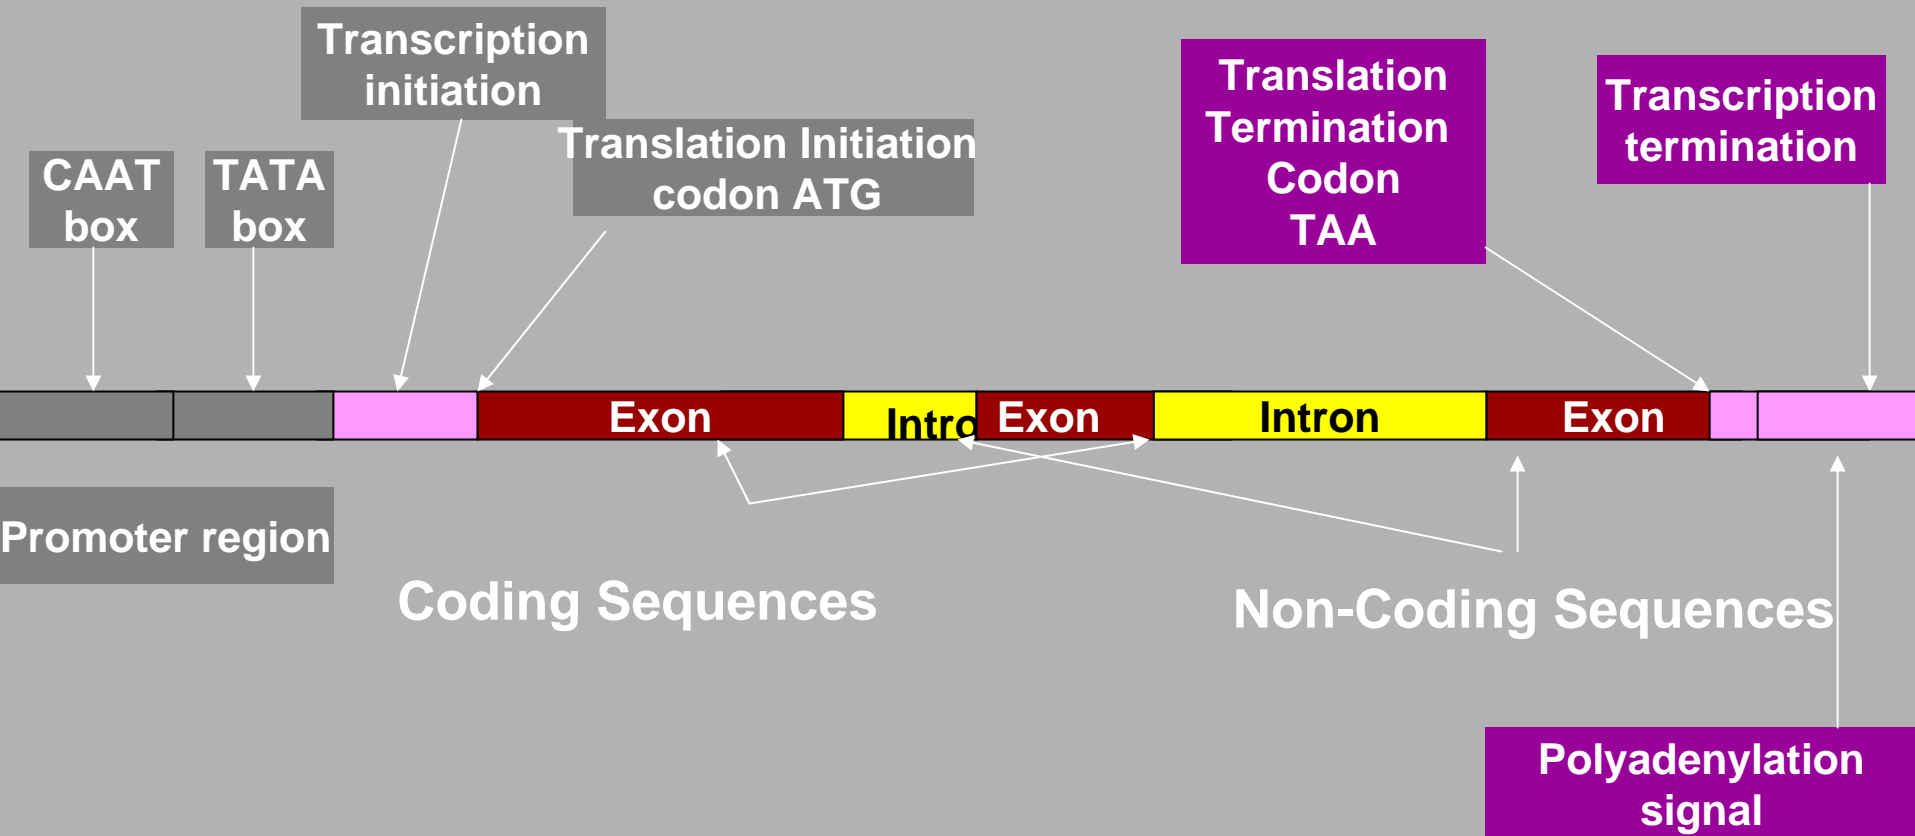 Transcription
initiation
Translation Initiation
codon ATG
CAAT
box
TATA
box
Translation
Termination
Codon
TAA
Transcription
termination
Exon
Intro
Exon
Intron
Exon
Promoter region
Coding Sequences
Non-Coding Sequences
Polyadenylation
signal